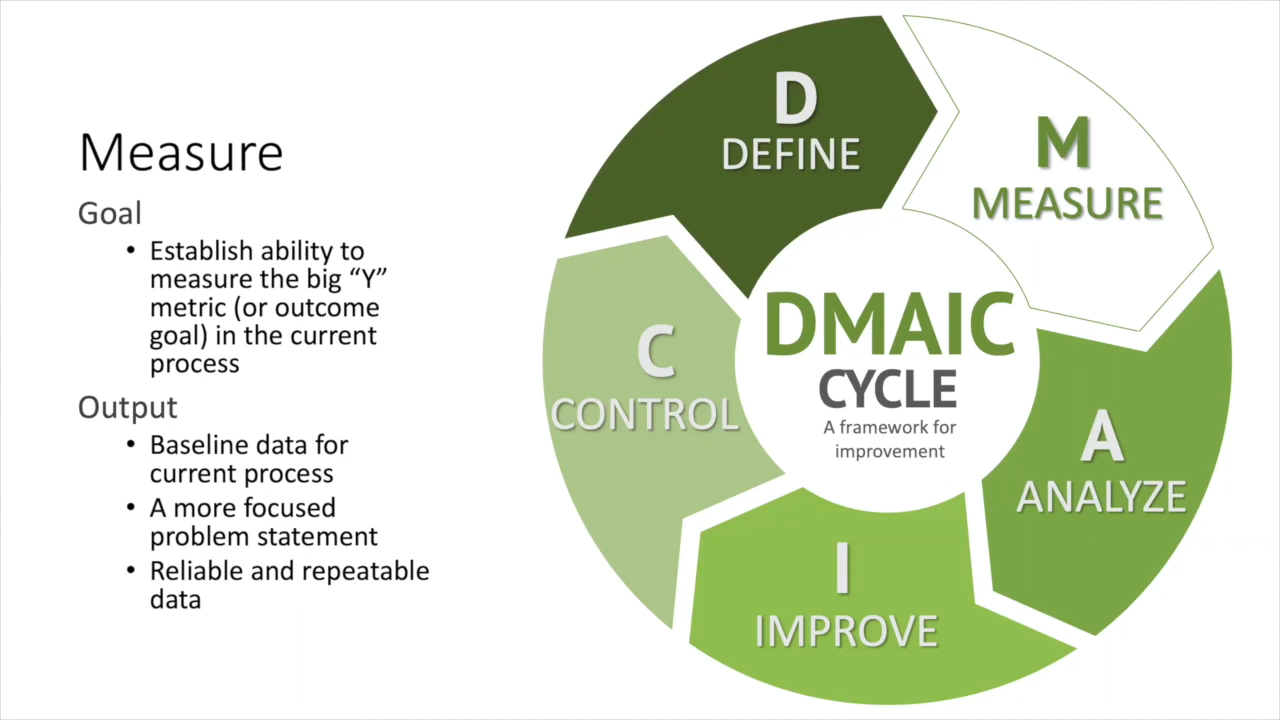 Measure
Goal
• Establish ability to
measure the big “Y”
metric (or outcome
goal) in the current
process
Output
• Baseline data for
current process
• A more focused
problem statement
• Reliable and repeatable
data
D
DEFINE
M
MEASURE
A
ANALYZE
I
IMPROVE
C
CONTROL
DMAIC
CYCLE
A framework for
improvement